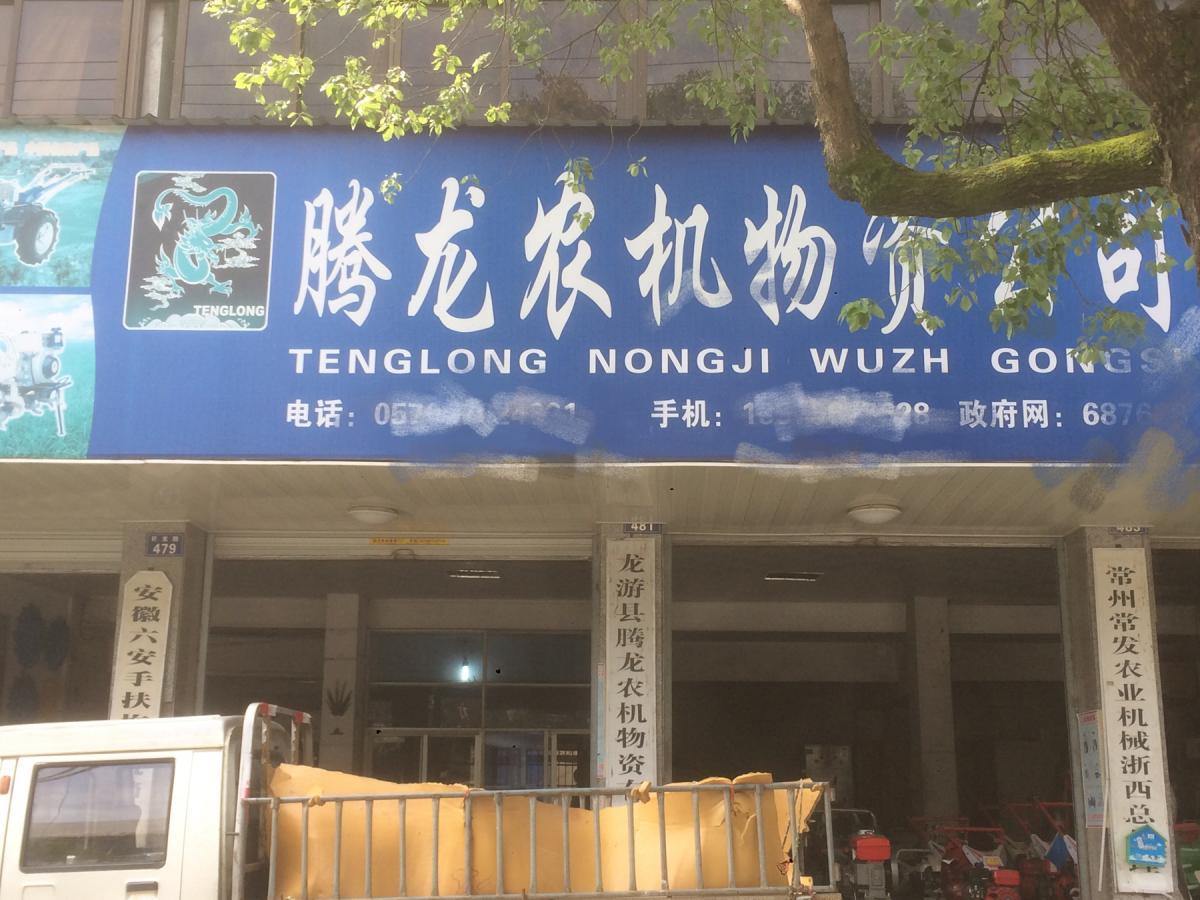 腾龙农机物资公司
TENGLONG
TENGLONG NONGJI WUZH GONGS
电话：
手机：
政府网：
479
481
安徽六安手扶
龙游县腾龙农机物资
常州常发农业机械浙西总